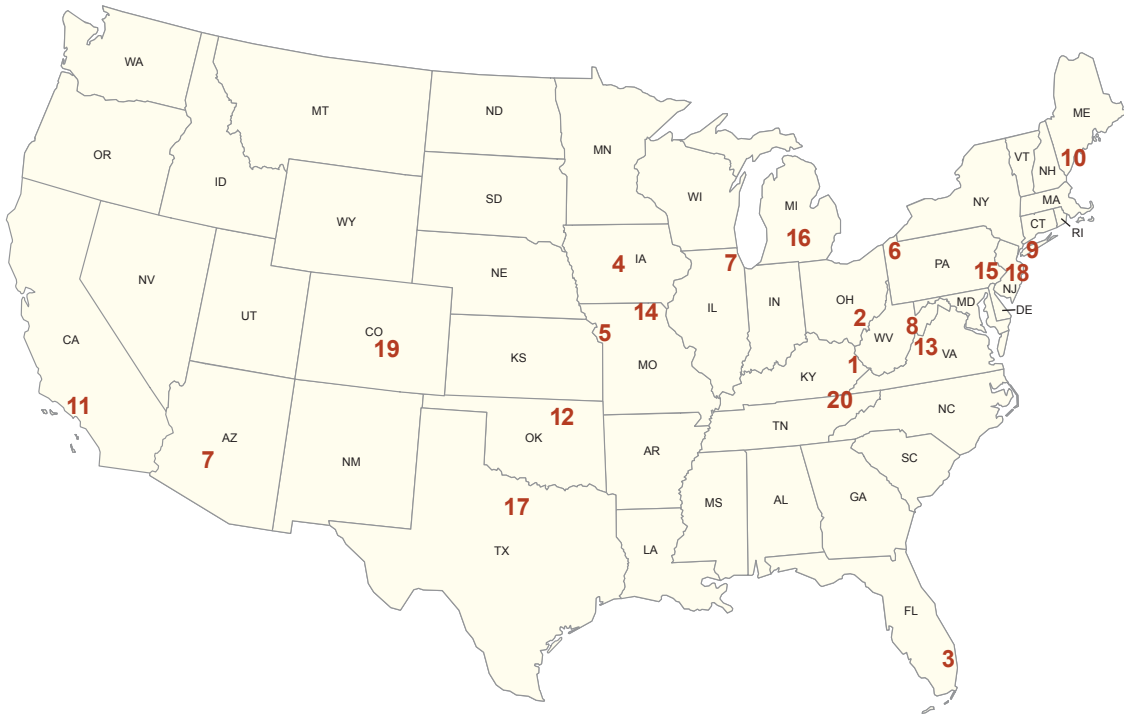 WA
MT
ND
MN
ME
OR
ID
WY
SD
WI
MI
16
NY
VT
NH
10
MA
CT
RI
9
NV
UT
CO
19
NE
4 IA
7
IL
IN
OH
2
6
PA
15
18
NJ
MD
DE
CA
11
KS
5
14
MO
KY
1
WV
8
13
VA
20
AZ
7
NM
12
OK
AR
TN
NC
SC
17
TX
LA
MS
AL
GA
FL
3